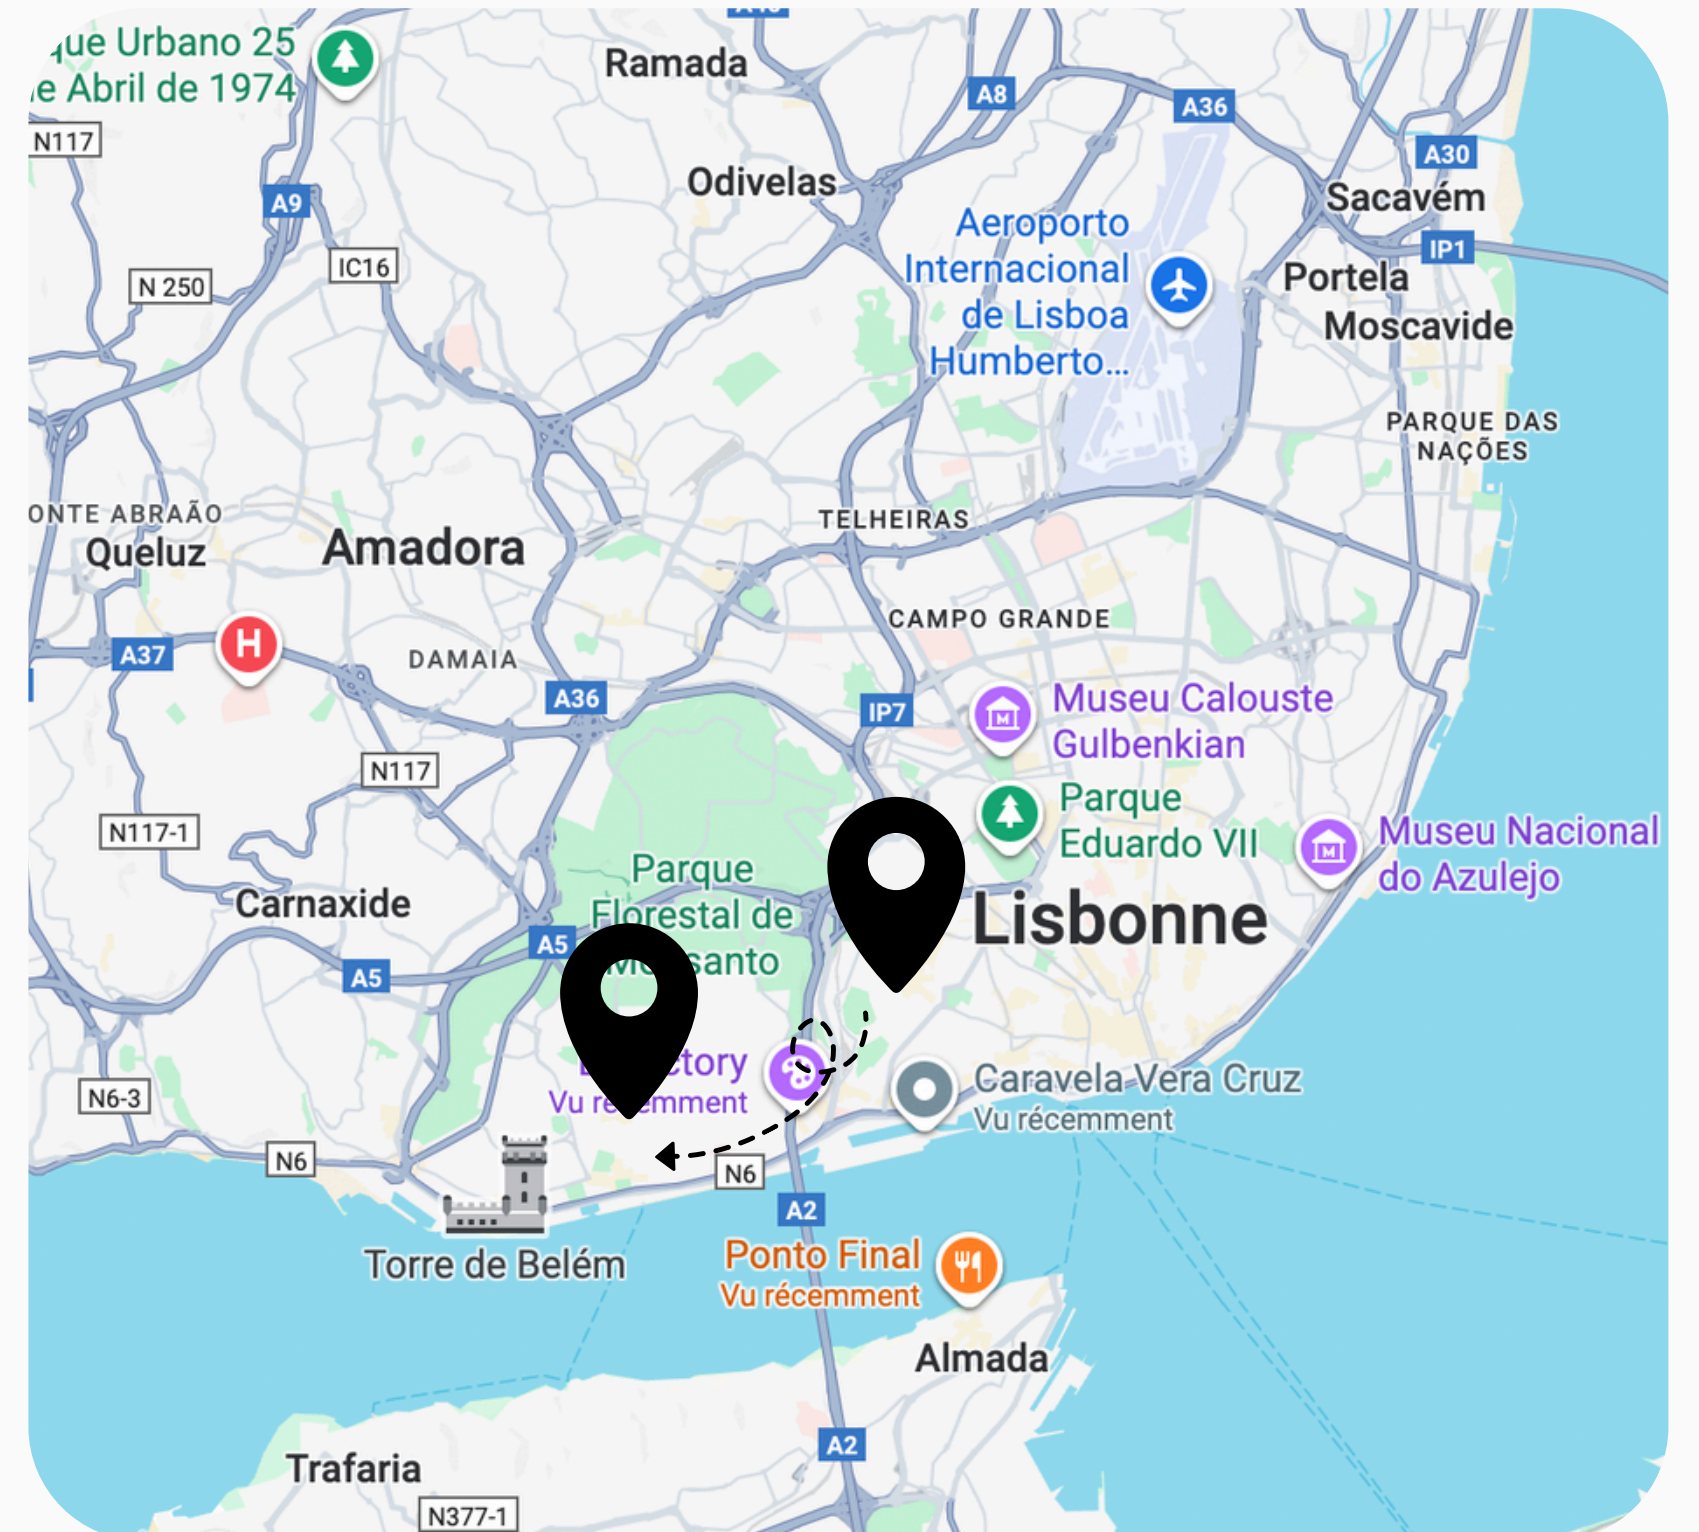 que Urbano 25
e Abril de 1974
Ramada
A8
A36
N117
A30
Odivelas
Sacavém
A9
Aeroporto
Internacional
de Lisboa
Humberto...
IP1
IC16
N 250
Portela
Moscavide
PARQUE DAS
NAÇÕES
ONTE ABRAÃO
Queluz
Amadora
TELHEIRAS
CAMPO GRANDE
H
A37
DAMAIA
A36
IP7
Museu Calouste
Gulbenkian
N117
Parque
Eduardo VII
N117-1
Museu Nacional
do Azulejo
Parque
Florestal de
santo
Carnaxide
Lisbonne
A5
A5
ctory
Vu récemment
Caravela Vera Cruz
Vu récemment
N6-3
N6
N6
A2
Torre de Belém
Ponto Final
Vu récemment
Almada
A2
Trafaria
N377-1